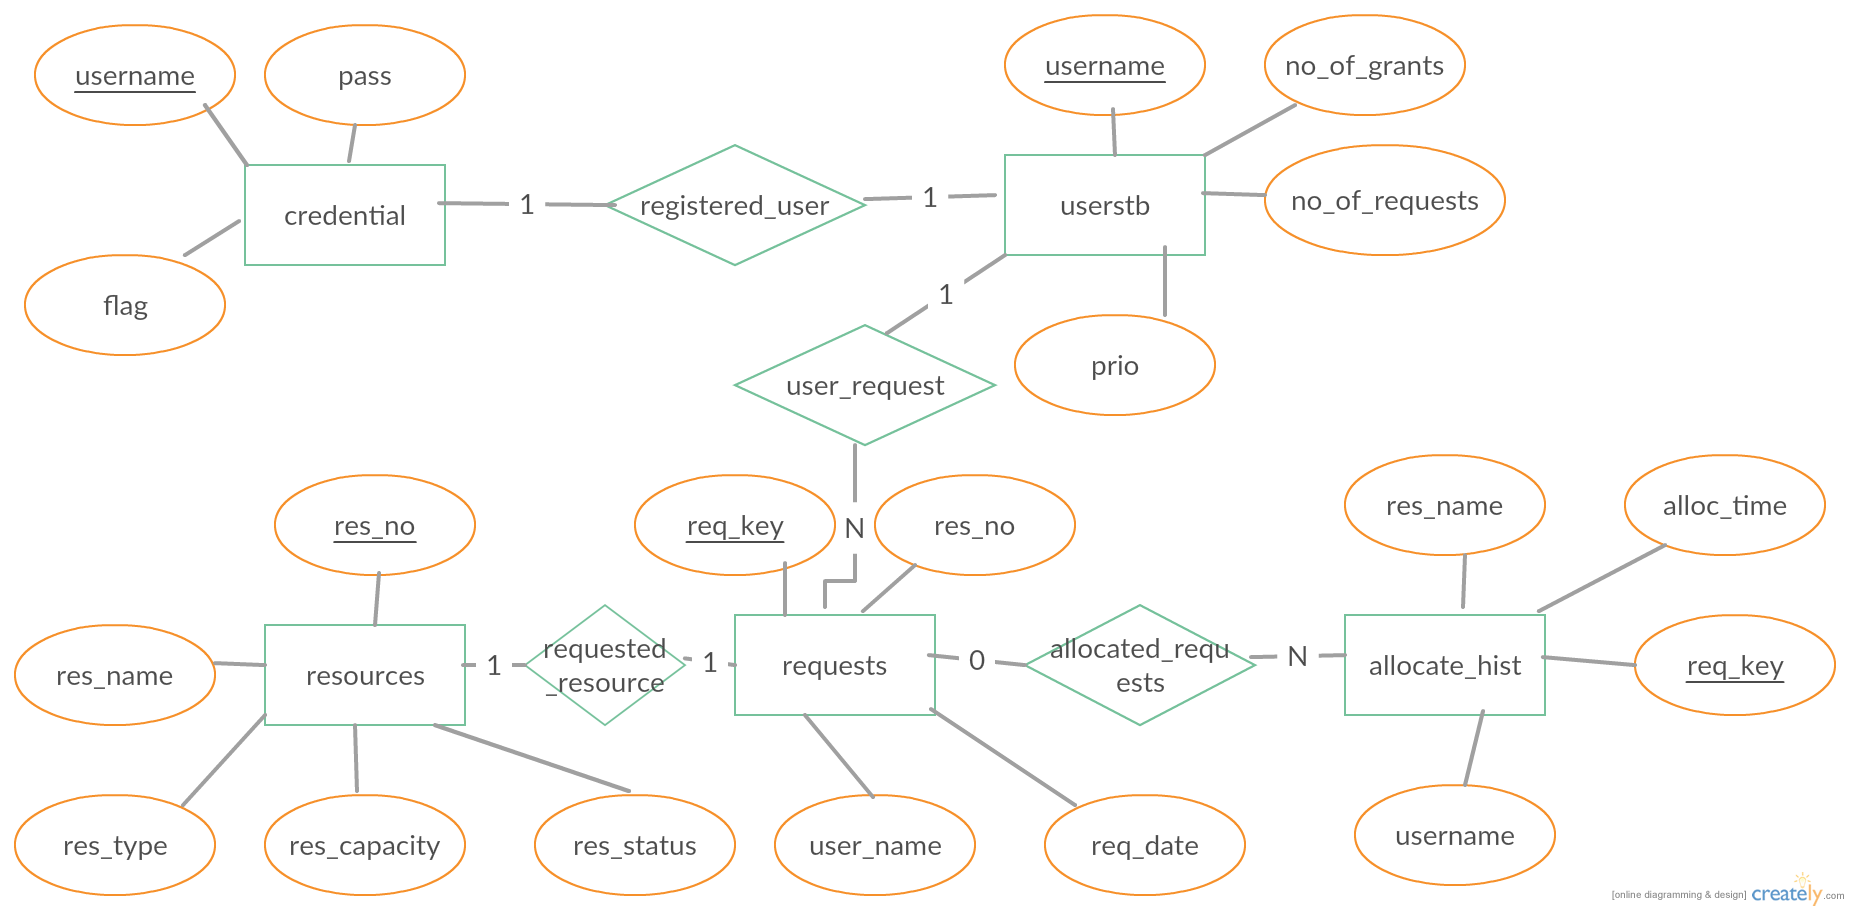 username
pass
username
no_of_grants
credential
1
registered_user
1
userstb
no_of_requests
flag
1
prio
user_request
res_no
req_key
N
res_no
res_name
alloc_time
res_name
resources
1
requested
_resource
1
requests
0
allocated_requ
ests
N
allocate_hist
req_key
res_type
res_capacity
res_status
user_name
req_date
username
[online diagramming & design] creately.com